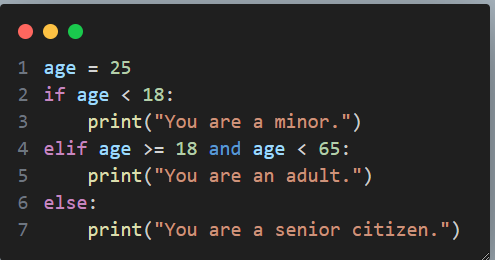 1 age = 25
2 if age < 18:
3     print("You are a minor.")
4 elif age >= 18 and age < 65:
5     print("You are an adult.")
6 else:
7     print("You are a senior citizen.")